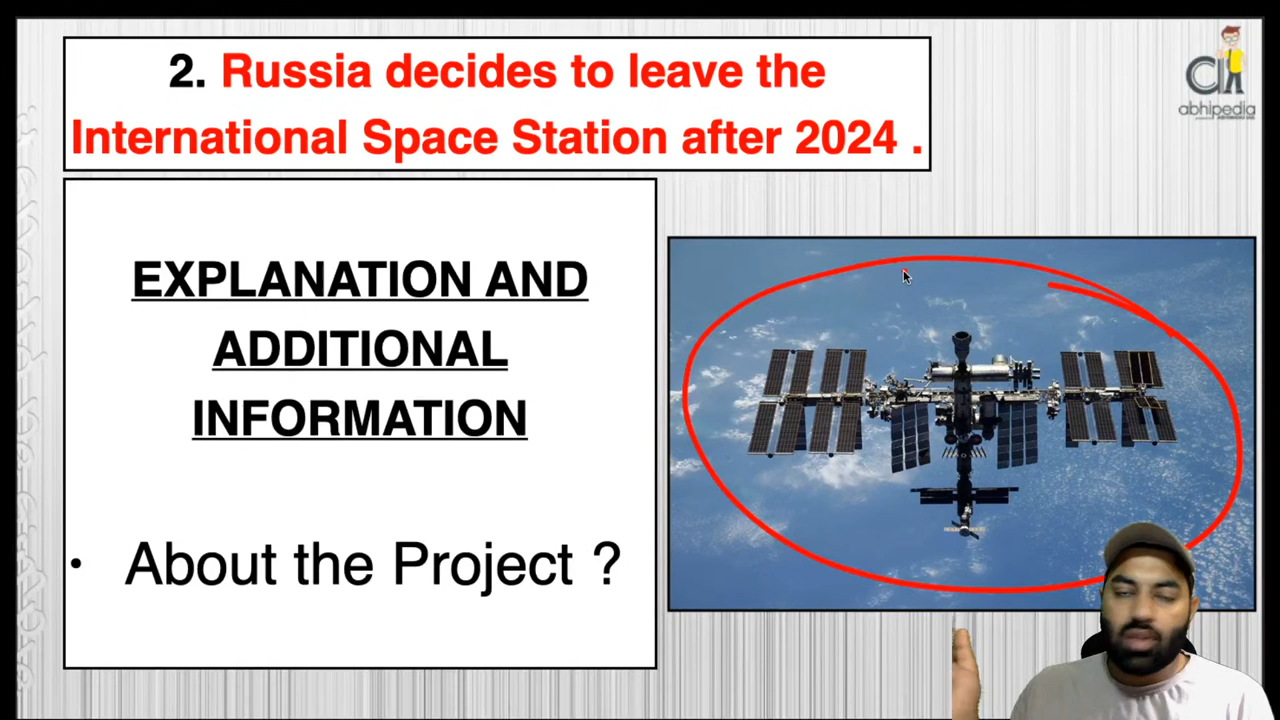 2. Russia decides to leave the
International Space Station after 2024 .
abhipedia
EXPLANATION AND
ADDITIONAL
INFORMATION
• About the Project ?